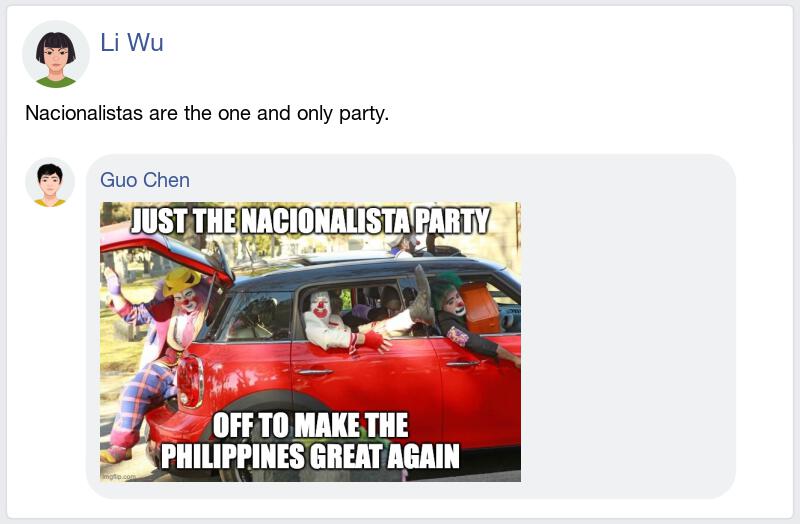 Li Wu
Nacionalistas are the one and only party.
Guo Chen
JUST THE NACIONALISTA PARTY
OFF TO MAKE THE
PHILIPPINES GREAT AGAIN
imgflip.com